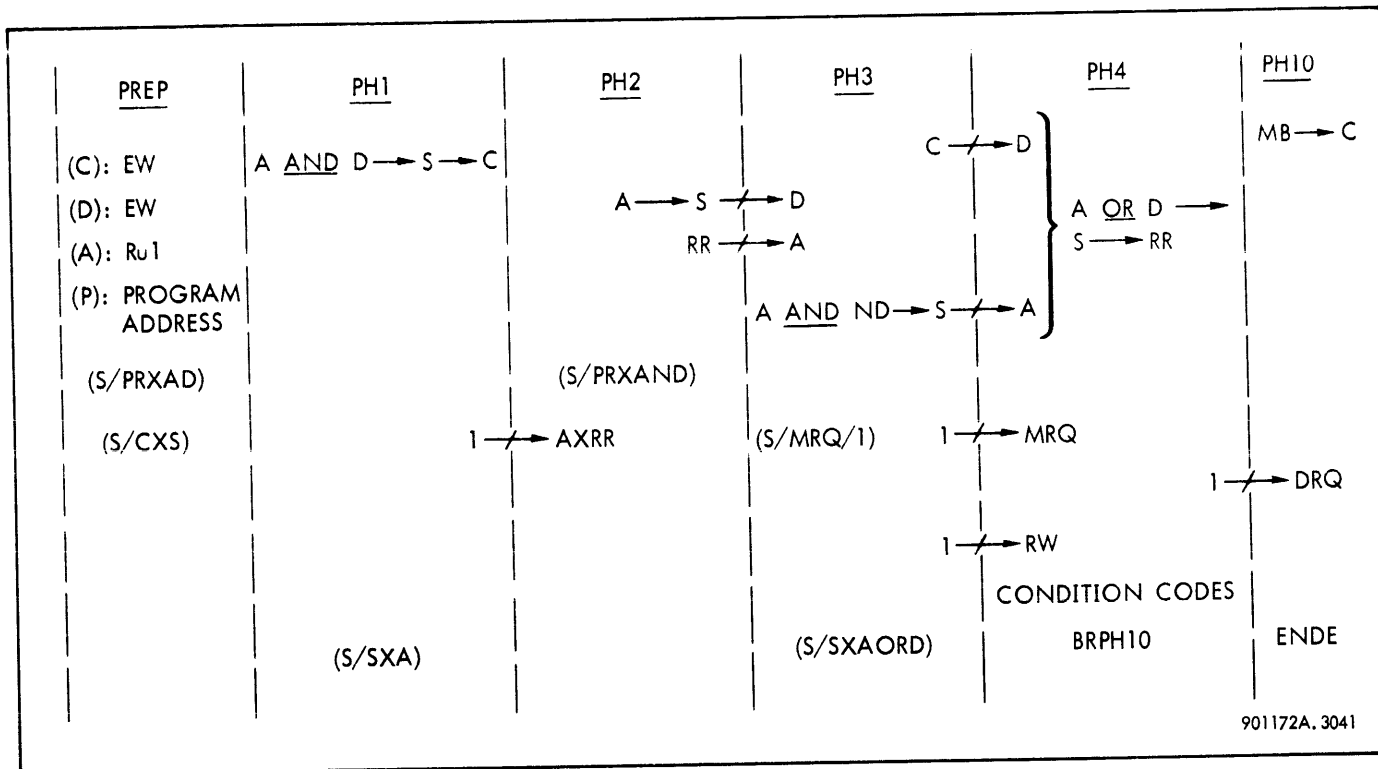 PREP PH1 PH2 PH3 PH4 PH10
MB → C
C → D
(C): EW A AND D → S → C
(D): EW A → S → D A OR D →
(A): Ru1 RR → A S → RR
(P): PROGRAM
ADDRESS A AND ND → S → A
(S/PRXAD) (S/PRXAND)
(S/CXS) 1 → AXRR (S/MRQ/1) 1 → MRQ
1 → DRQ
1 → RW
CONDITION CODES
(S/SXA) (S/SXAORD) BRPH10 ENDE
901172A.3041